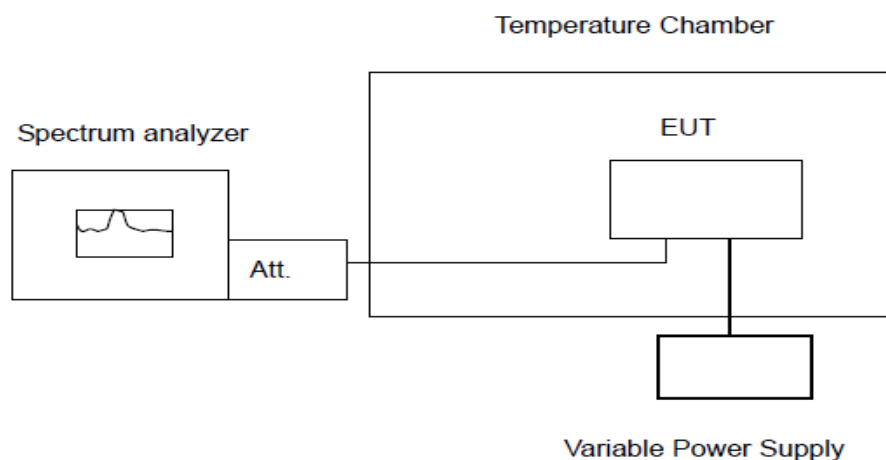 Temperature Chamber
Spectrum analyzer
EUT
Att.
Variable Power Supply